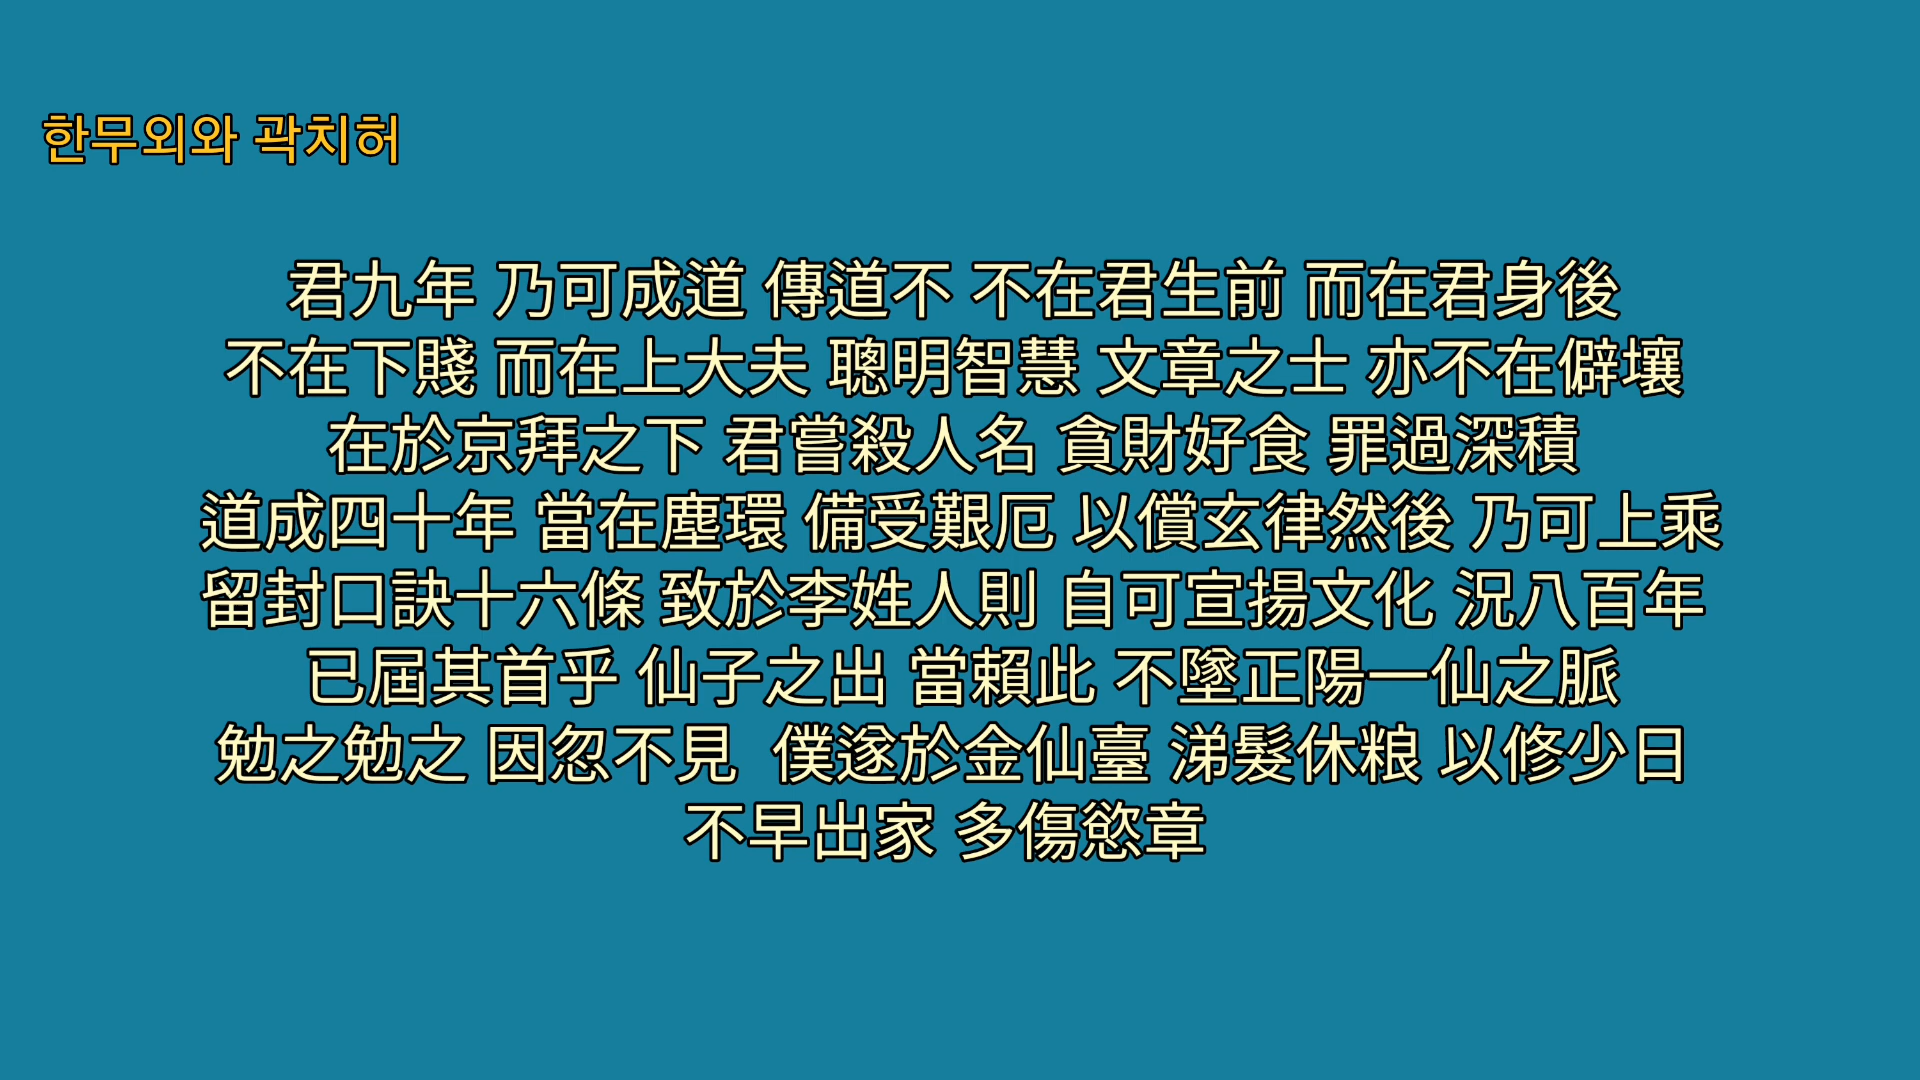 한무외와 곽치허
君九年 乃可成道 傳道不 不在君生前 而在君身後
不在下賤 而在上大夫 聰明智慧 文章之士 亦不在僻壤
在於京拜之下 君嘗殺人名 貪財好食 罪過深積
道成四十年 當在塵環 備受艱厄 以償玄律然後 乃可上乘
留封口訣十六條 致於李姓人則 自可宣揚文化 況八百年
已屆其首乎 仙子之出 當賴此 不墜正陽一仙之脈
勉之勉之 因忽不見 僕遂於金仙臺 涕髮休粮 以修少日
不早出家 多傷慾章